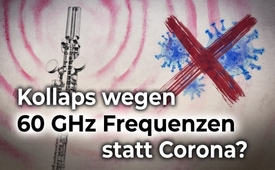 Kollaps wegen
60 GHz Frequenzen
statt Corona?